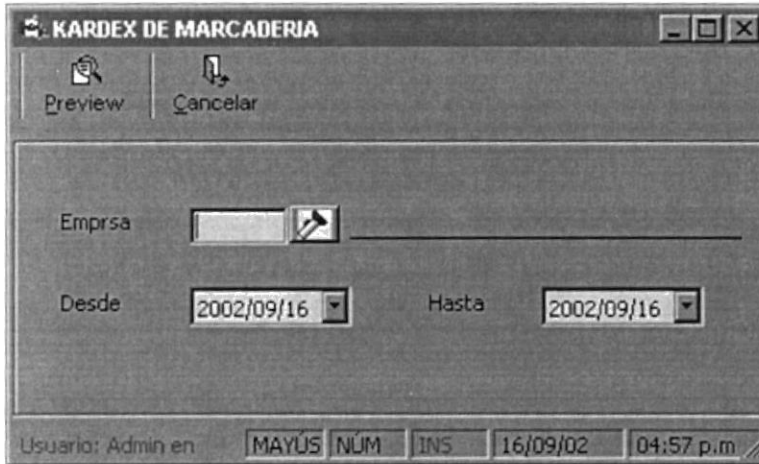 KARDEX DE MARCADERIA
Preview Cancelar
Emprsa
Desde 2002/09/16 Hasta 2002/09/16
Usuario: Admin en MAYÚS NÚM INS 16/09/02 04:57 p.m